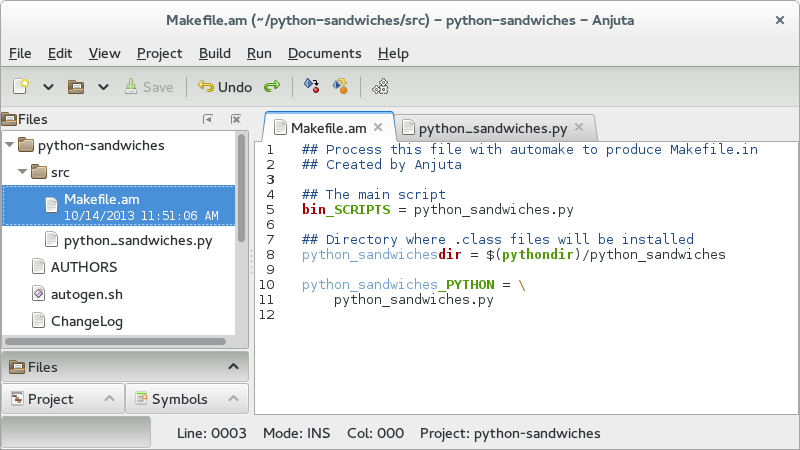 Makefile.am (~/python-sandwiches/src) – python-sandwiches – Anjuta
File Edit View Project Build Run Documents Help
Save Undo
Files
python-sandwiches
src
Makefile.am
10/14/2013 11:51:06 AM
python_sandwiches.py
AUTHORS
autogen.sh
ChangeLog
Files
Project Symbols
Makefile.am python_sandwiches.py
1 ## Process this file with automake to produce Makefile.in
2 ## Created by Anjuta
3
4 ## The main script
5 bin_SCRIPTS = python_sandwiches.py
6
7 ## Directory where .class files will be installed
8 python_sandwichesdir = $(pythondir)/python_sandwiches
9
10 python_sandwiches_PYTHON = \
11 python_sandwiches.py
12
Line: 0003 Mode: INS Col: 000 Project: python-sandwiches